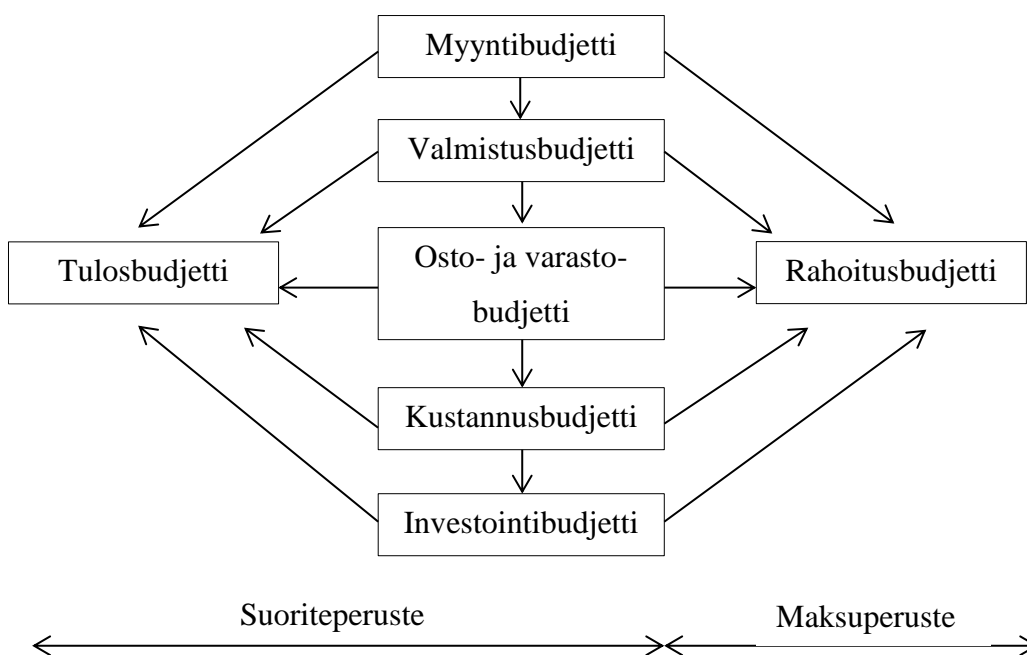 Myyntibudjetti
Valmistusbudjetti
Tulosbudjetti
Osto- ja varasto-
budjetti
Rahoitusbudjetti
Kustannusbudjetti
Investointibudjetti
Suoriteperuste
Maksuperuste